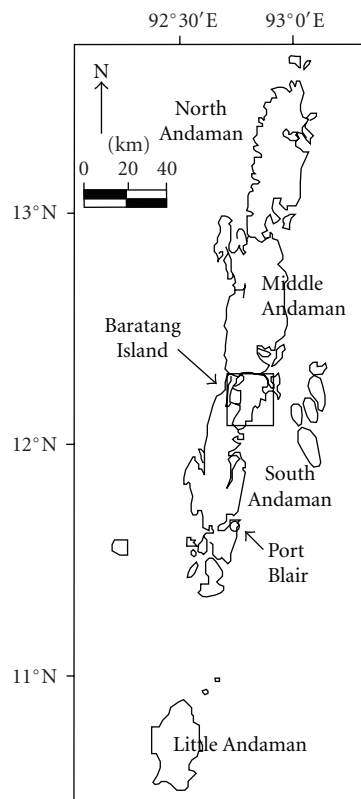 92°30′ 93°0′ E
N
North
Andaman
(km)
0 20 40
13°N
Middle
Andaman
Baratang
Island
12°N
South
Andaman
Port
Blair
11°N
Little Andaman